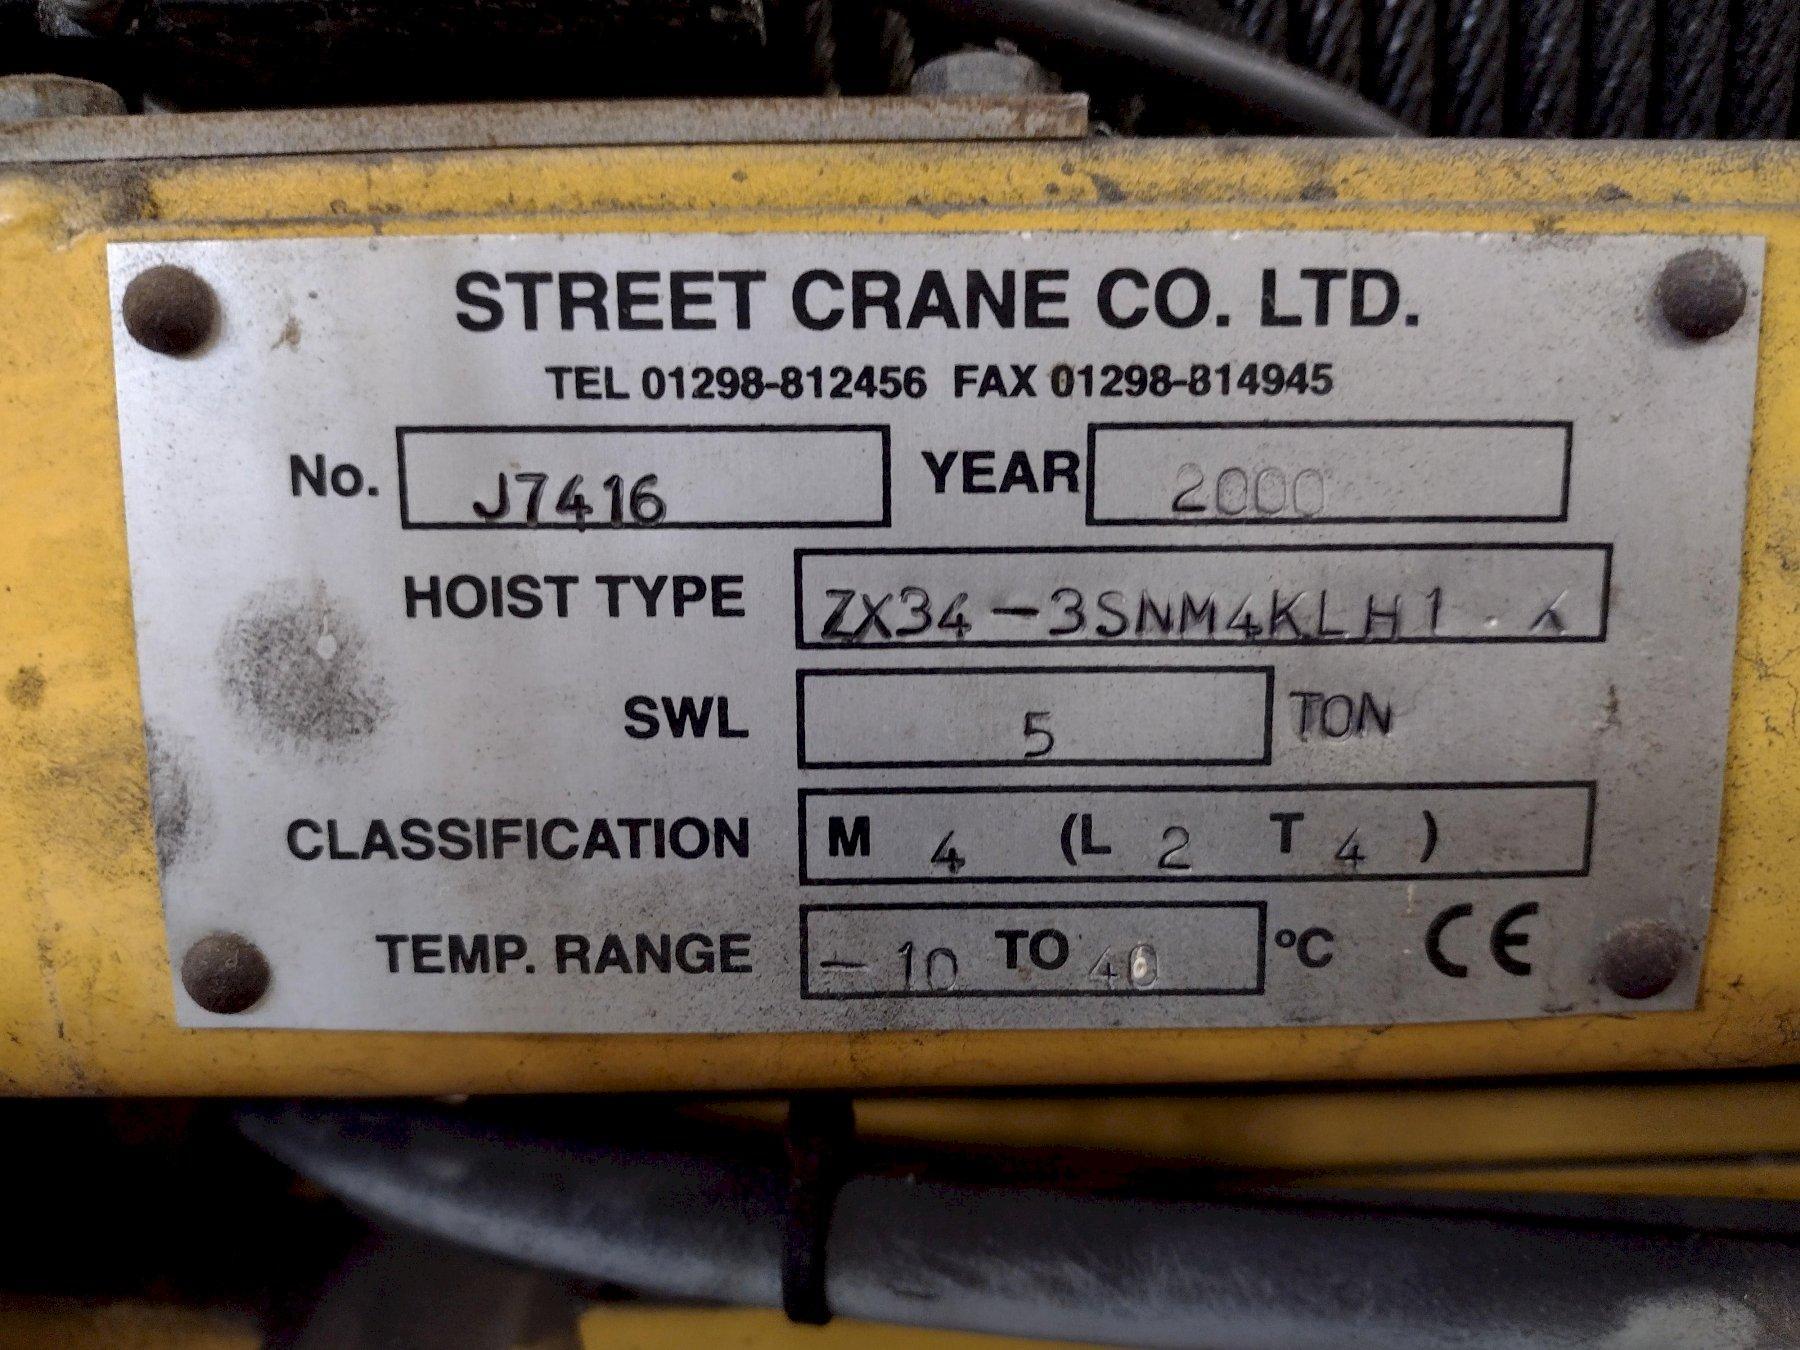 STREET CRANE CO. LTD.
TEL 01298-812456 FAX 01298-814945
No. J7416 YEAR 2000
HOIST TYPE ZX34-3SNM4KLH1
SWL 5 TON
CLASSIFICATION M 4 (L 2 T 4 )
TEMP. RANGE -10 TO 40 °C CE